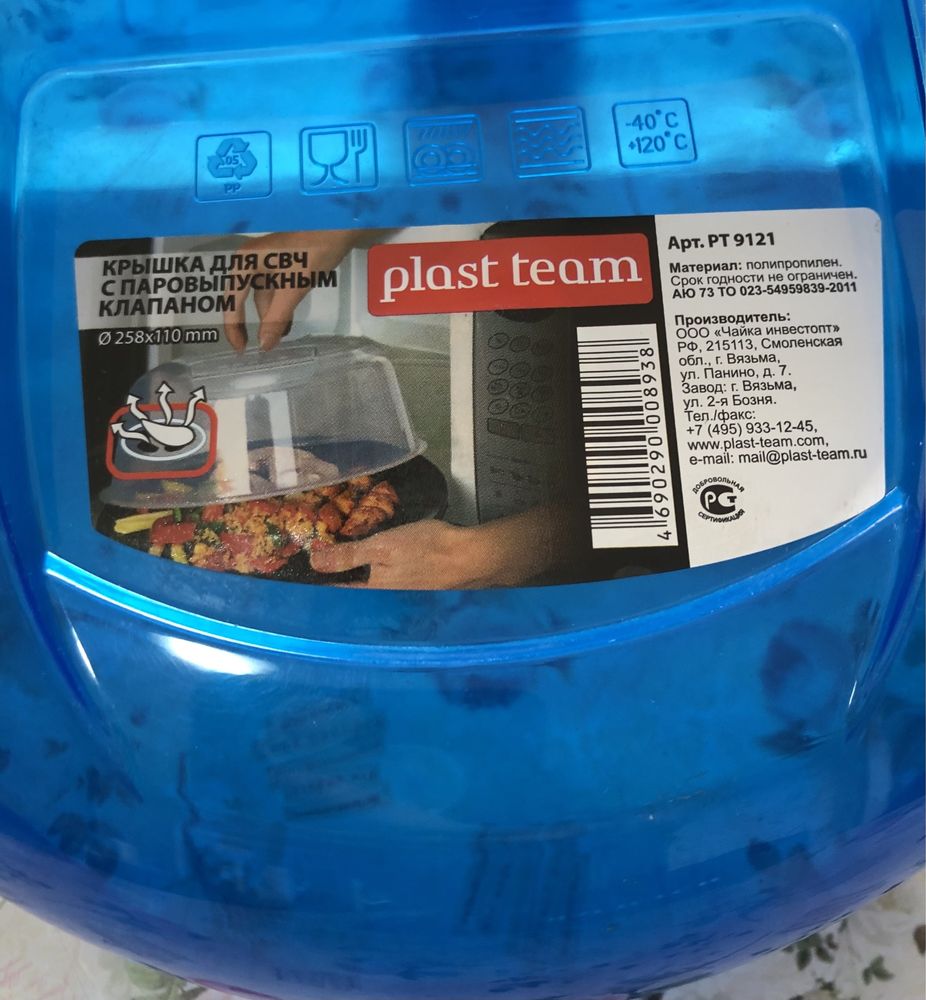 05
PP
-40°C
+120°C
КРЫШКА ДЛЯ СВЧ
С ПАРОВЫПУСКНЫМ
КЛАПАНОМ
Ø 258x110 mm
plast team
4 690290 008938
Арт. PT 9121
Материал: полипропилен.
Срок годности не ограничен.
АЮ 73 ТО 023-54959839-2011
Производитель:
ООО «Чайка инвестопт»
РФ, 215113, Смоленская
обл., г. Вязьма,
ул. Панино, д. 7.
Завод: г. Вязьма,
ул. 2-я Бозня.
Тел./факс:
+7 (495) 933-12-45,
www.plast-team.com,
e-mail: mail@plast-team.ru
ДОБРОВОЛЬНАЯ
РСТ
СЕРТИФИКАЦИЯ